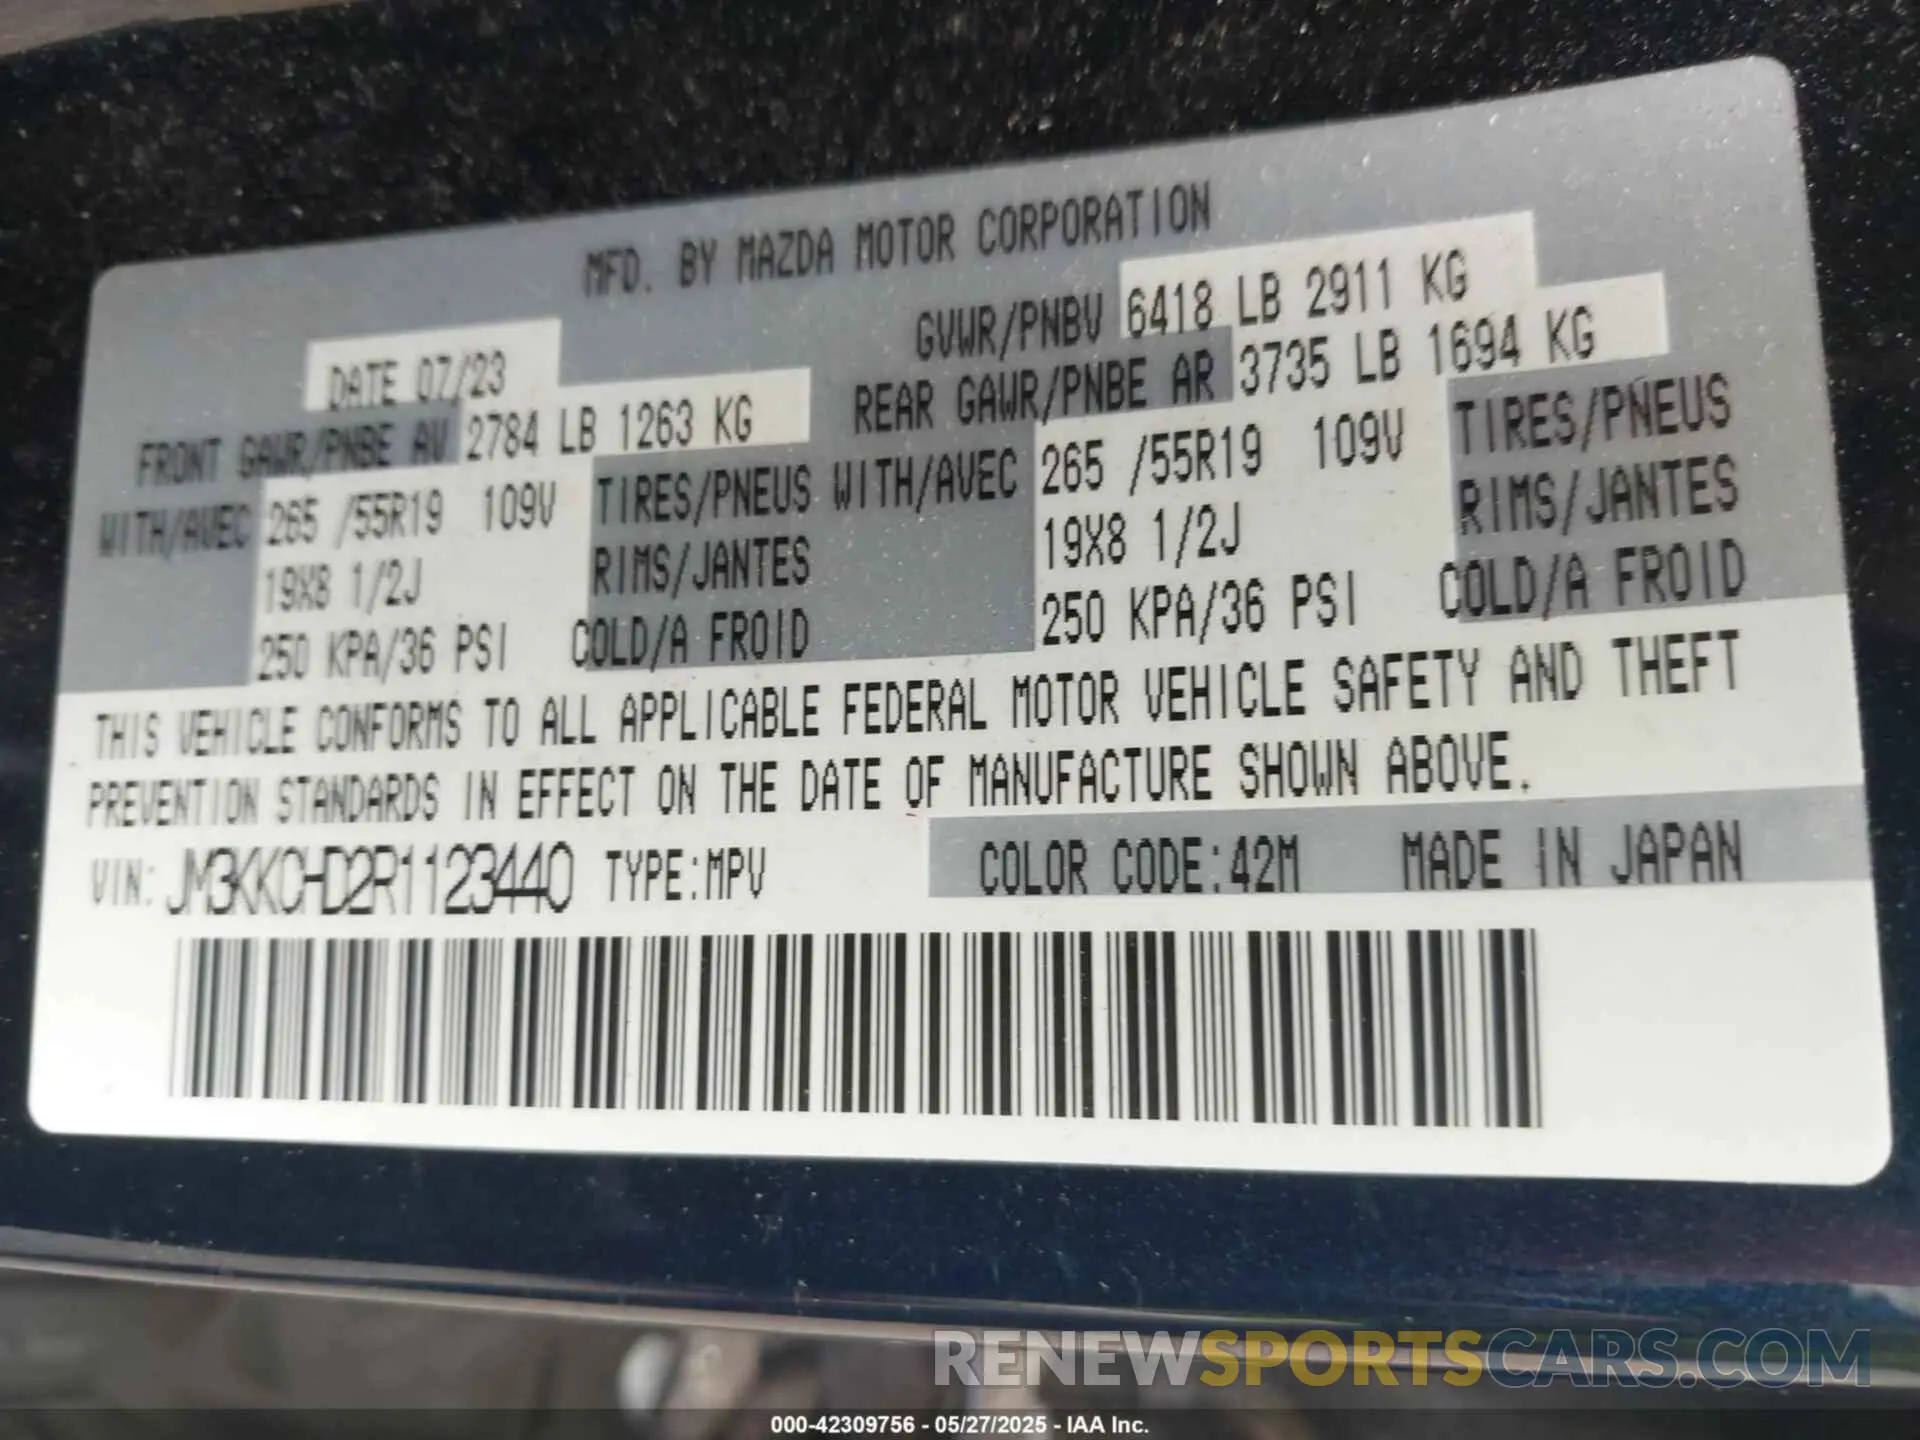 MFD. BY MAZDA MOTOR CORPORATION
DATE 07/23 GVWR/PNBV 6418 LB 2911 KG
FRONT GAWR/PNBE AV 2784 LB 1263 KG REAR GAWR/PNBE AR 3735 LB 1694 KG
WITH/AVEC 265 /55R19 109V TIRES/PNEUS WITH/AVEC 265 /55R19 109V TIRES/PNEUS
19X8 1/2J RIMS/JANTES 19X8 1/2J RIMS/JANTES
250 KPA/36 PSI COLD/A FROID 250 KPA/36 PSI COLD/A FROID
THIS VEHICLE CONFORMS TO ALL APPLICABLE FEDERAL MOTOR VEHICLE SAFETY AND THEFT
PREVENTION STANDARDS IN EFFECT ON THE DATE OF MANUFACTURE SHOWN ABOVE.
VIN: JM3KKCHD2R1123440 TYPE:MPV COLOR CODE:42M MADE IN JAPAN
RENEWSPORTSCARS.COM
000-42309756 - 05/27/2025 - IAA Inc.